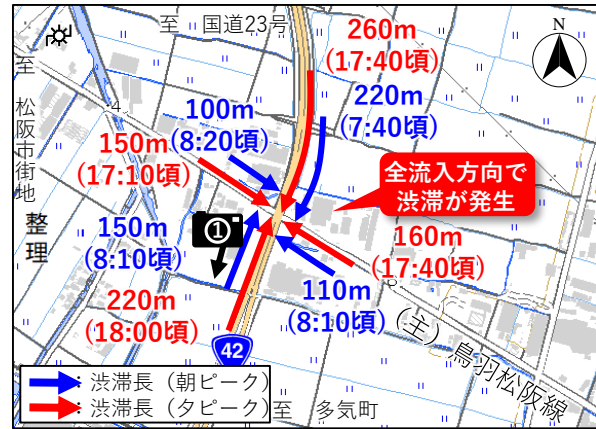 至 国道23号
260m
(17:40頃)
N
至 松阪市街地
4
100m
(8:20頃)
220m
(7:40頃)
150m
(17:10頃)
全流入方向で
渋滞が発生
整理
①
150m
(8:10頃)
160m
(17:40頃)
220m
(18:00頃)
110m
(8:10頃)
(主)鳥羽松阪線
42
:渋滞長(朝ピーク)
:渋滞長(夕ピーク)
至 多気町